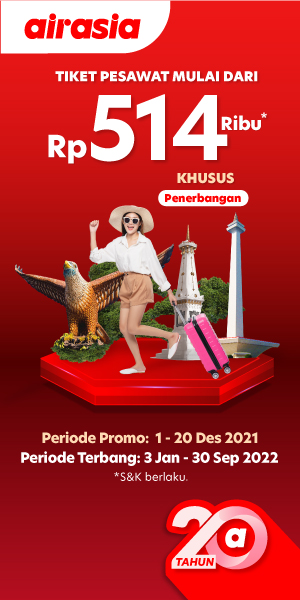 airasia
TIKET PESAWAT MULAI DARI
Rp514Ribu*
KHUSUS
Penerbangan
Periode Promo: 1 - 20 Des 2021
Periode Terbang: 3 Jan - 30 Sep 2022
*S&K berlaku.
20 a
TAHUN